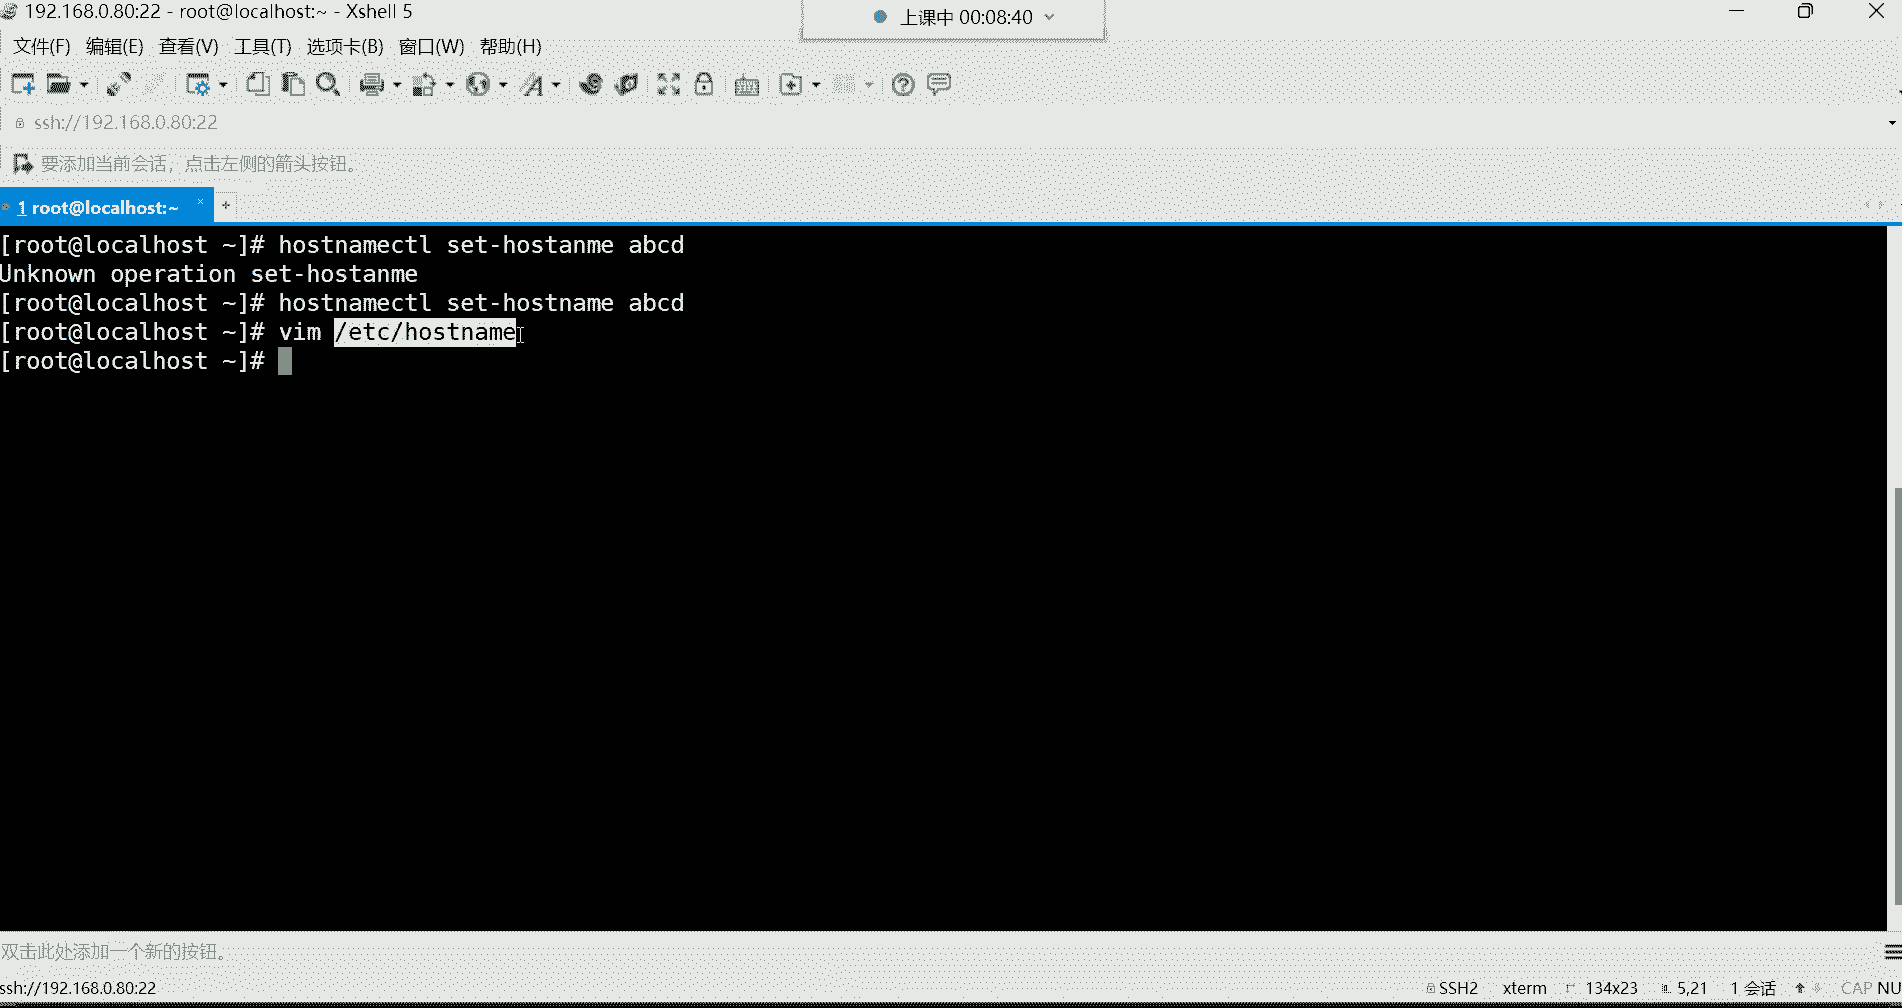 192.168.0.80:22 - root@localhost:~ - Xshell 5
上课中 00:08:40
文件(F) 编辑(E) 查看(V) 工具(T) 选项卡(B) 窗口(W) 帮助(H)
ssh://192.168.0.80:22
要添加当前会话，点击左侧的箭头按钮。
1 root@localhost:~ × +
[root@localhost ~]# hostnamectl set-hostanme abcd
Unknown operation set-hostanme
[root@localhost ~]# hostnamectl set-hostname abcd
[root@localhost ~]# vim /etc/hostname
[root@localhost ~]#
双击此处添加一个新的按钮。
ssh://192.168.0.80:22 SSH2 xterm 134x23 5,21 1 会话 CAP NU